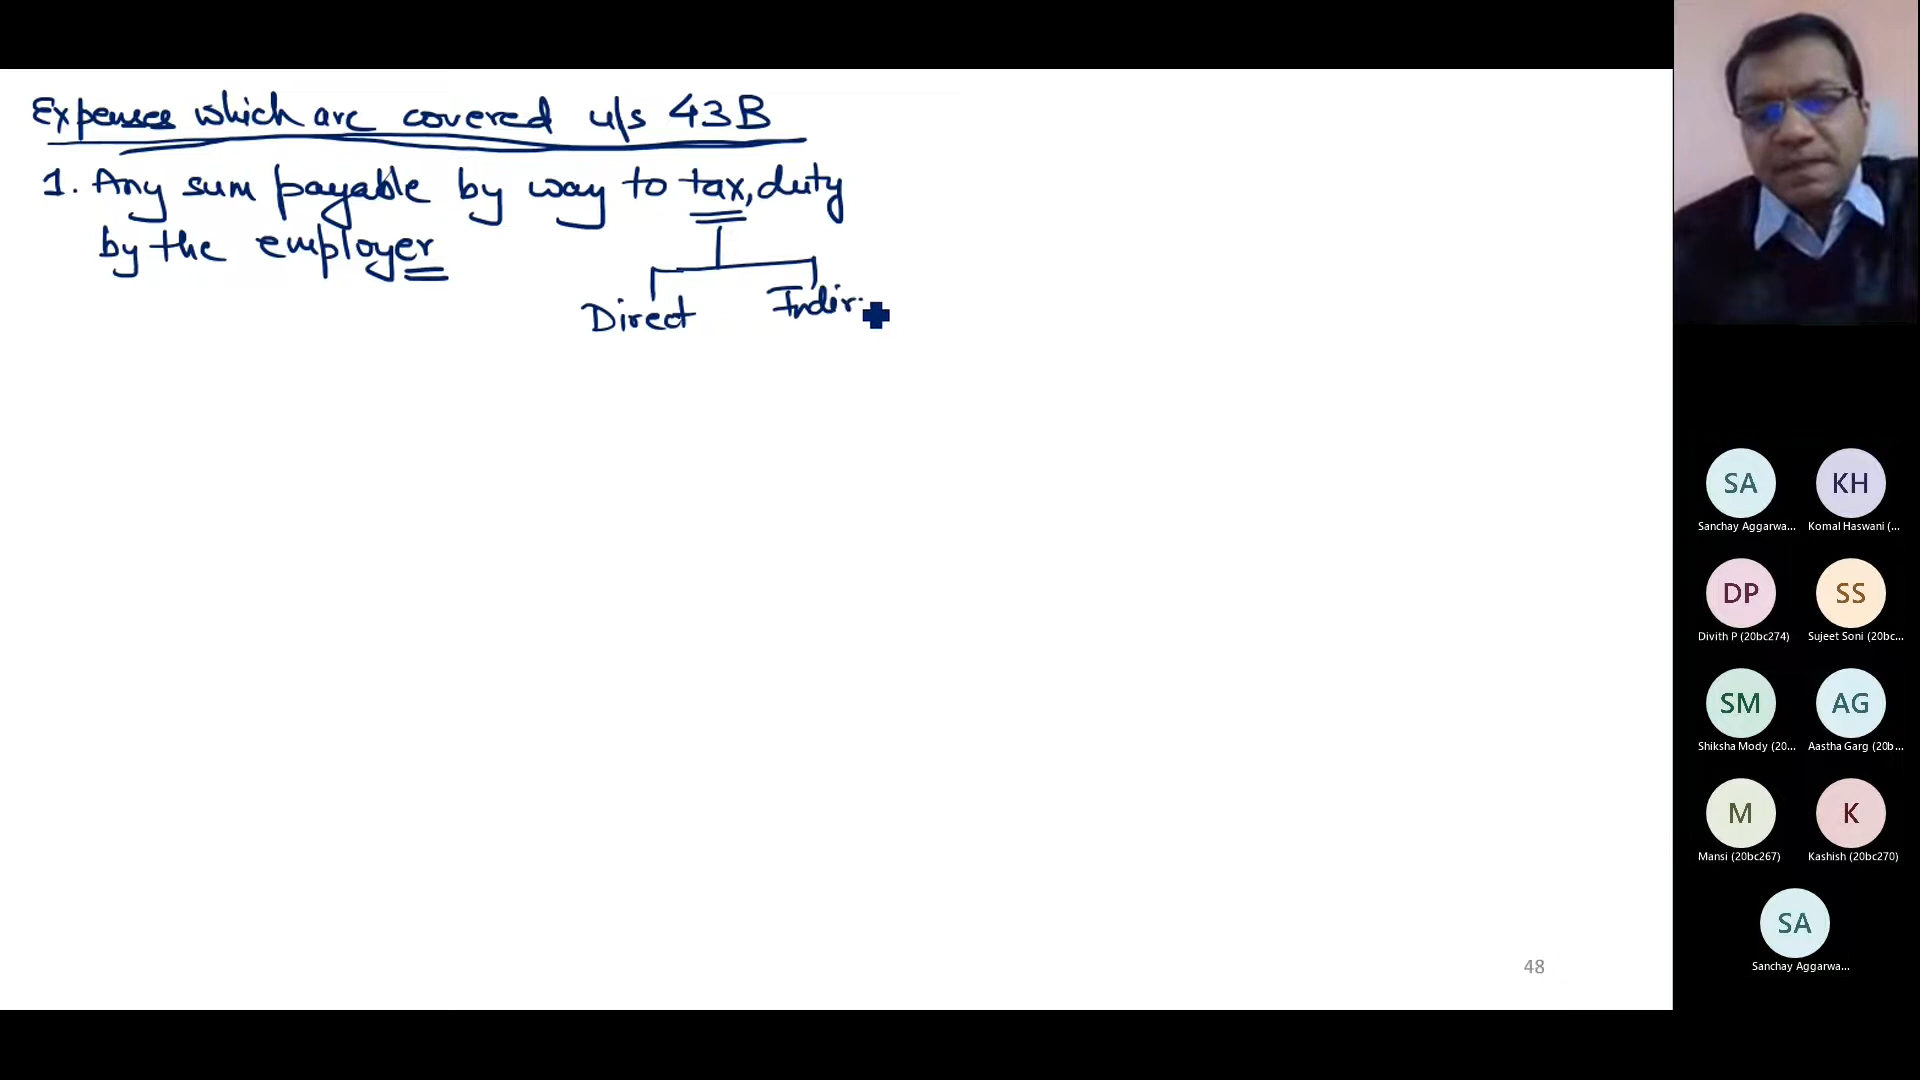 Expenses which are covered u/s 43B
1. Any sum payable by way to tax, duty
by the employer
Direct Indir
48
SA KH
Sanchay Aggarwa... Komal Haswani (...
DP SS
Divith P (20bc274) Sujeet Soni (20bc...
SM AG
Shiksha Mody (20... Aastha Garg (20b...
M K
Mansi (20bc267) Kashish (20bc270)
SA
Sanchay Aggarwa...